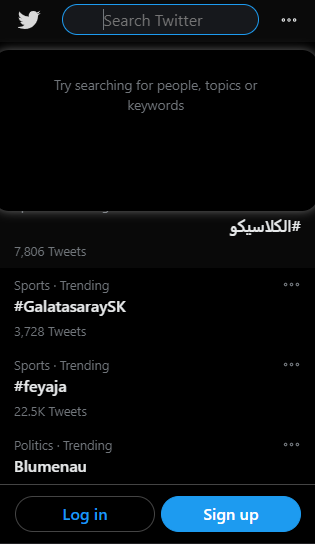 Search Twitter
Try searching for people, topics or
keywords
#الكلاسيكو
7,806 Tweets
Sports · Trending
#GalatasaraySK
3,728 Tweets
Sports · Trending
#feyaja
22.5K Tweets
Politics · Trending
Blumenau
Log in
Sign up